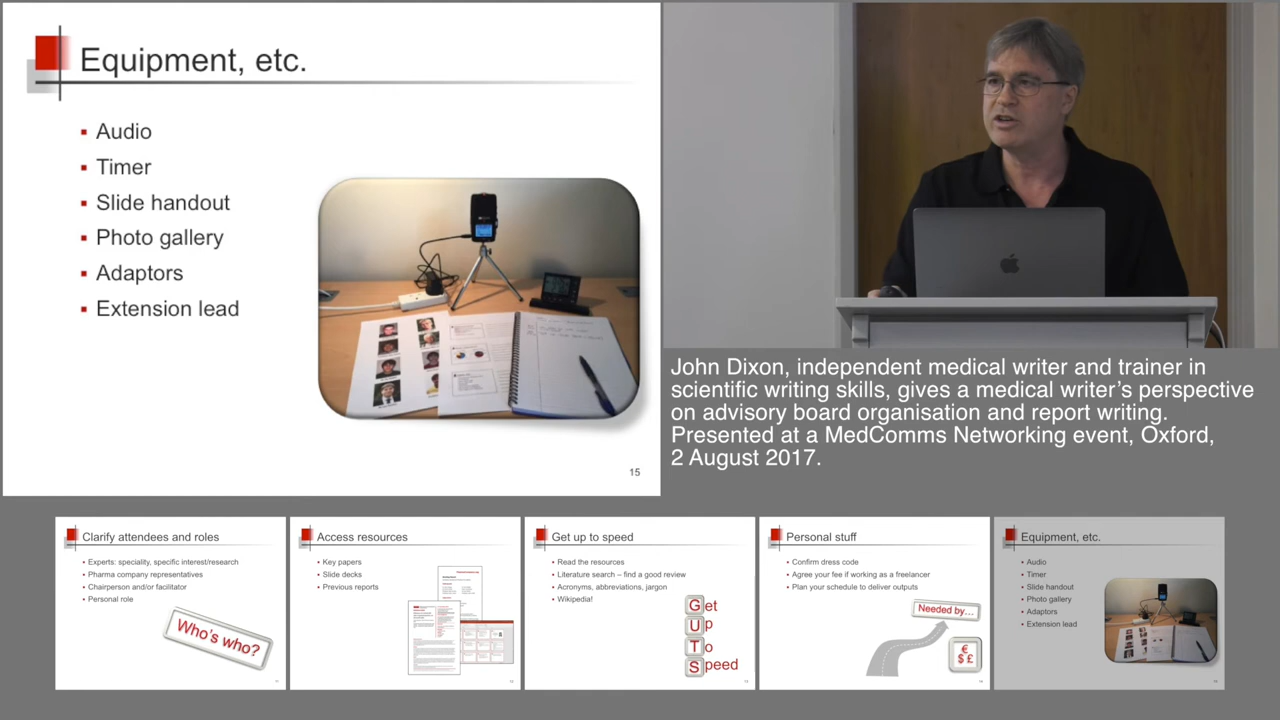 Equipment, etc.
Audio
Timer
Slide handout
Photo gallery
Adaptors
Extension lead
15
John Dixon, independent medical writer and trainer in
scientific writing skills, gives a medical writer's perspective
on advisory board organisation and report writing.
Presented at a MedComms Networking event, Oxford,
2 August 2017.
Clarify attendees and roles
Experts: speciality, specific interest/research
Pharma company representatives
Chairperson and/or facilitator
Personal role
Who's who?
Access resources
Key papers
Slide decks
Previous reports
Get up to speed
Read the resources
Literature search – find a good review
Acronyms, abbreviations, jargon
Wikipedia!
Get
Up
To
Speed
Personal stuff
Confirm dress code
Agree your fee if working as a freelancer
Plan your schedule to deliver outputs
Needed by...
€
$ £
Equipment, etc.
Audio
Timer
Slide handout
Photo gallery
Adaptors
Extension lead